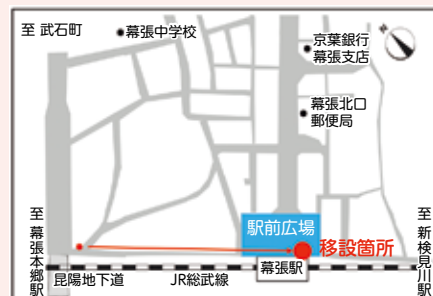 至 武石町
幕張中学校
京葉銀行
幕張支店
N
幕張北口
郵便局
駅前広場
移設箇所
至 幕張本郷駅
昆陽地下道
JR総武線
幕張駅
至 新検見川駅